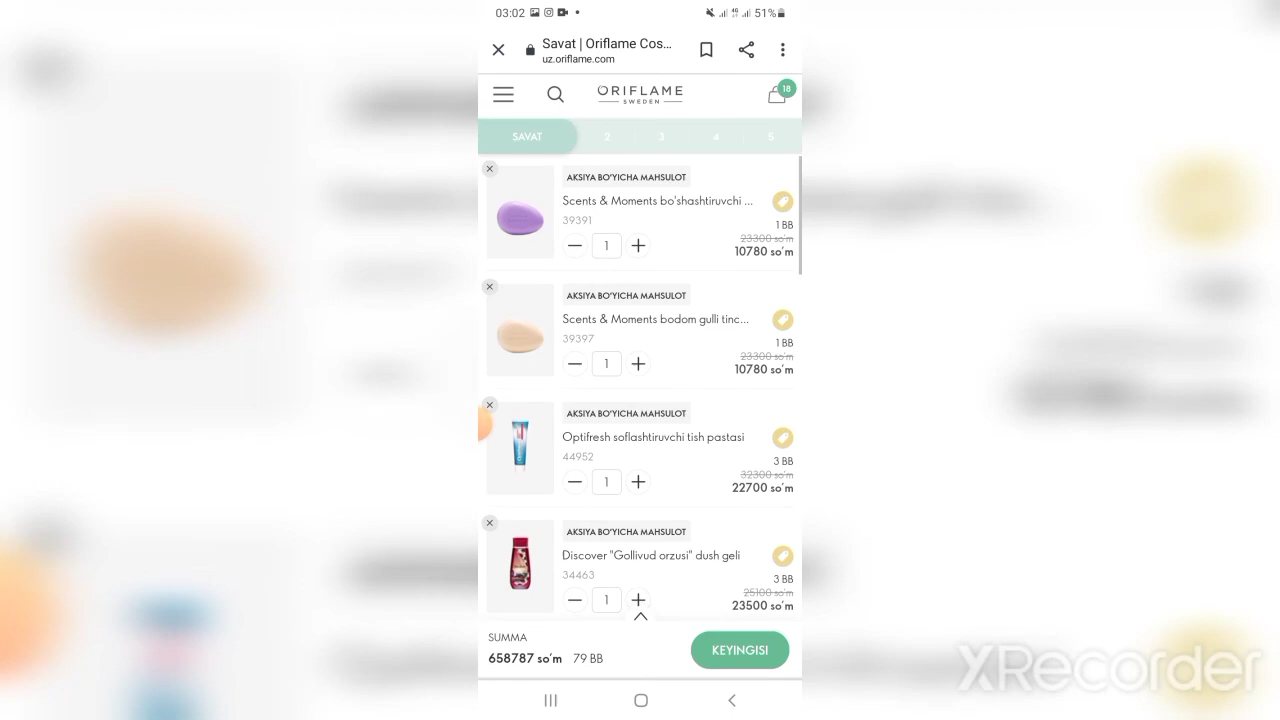 03:02
4G
51%
Savat | Oriflame Cos...
uz.oriflame.com
ORIFLAME
SWEDEN
18
SAVAT 2 3 4 5
AKSIYA BO'YICHA MAHSULOT
Scents & Moments bo'shashtiruvchi ...
39391
1 BB
23300 so'm
1
10780 so'm
AKSIYA BO'YICHA MAHSULOT
Scents & Moments bodom gulli tinc...
39397
1 BB
23300 so'm
1
10780 so'm
AKSIYA BO'YICHA MAHSULOT
Optifresh soflashtiruvchi tish pastasi
44952
3 BB
32300 so'm
1
22700 so'm
AKSIYA BO'YICHA MAHSULOT
Discover "Gollivud orzusi" dush geli
34463
3 BB
25100 so'm
1
23500 so'm
SUMMA
658787 so'm 79 BB
KEYINGISI
XRecorder